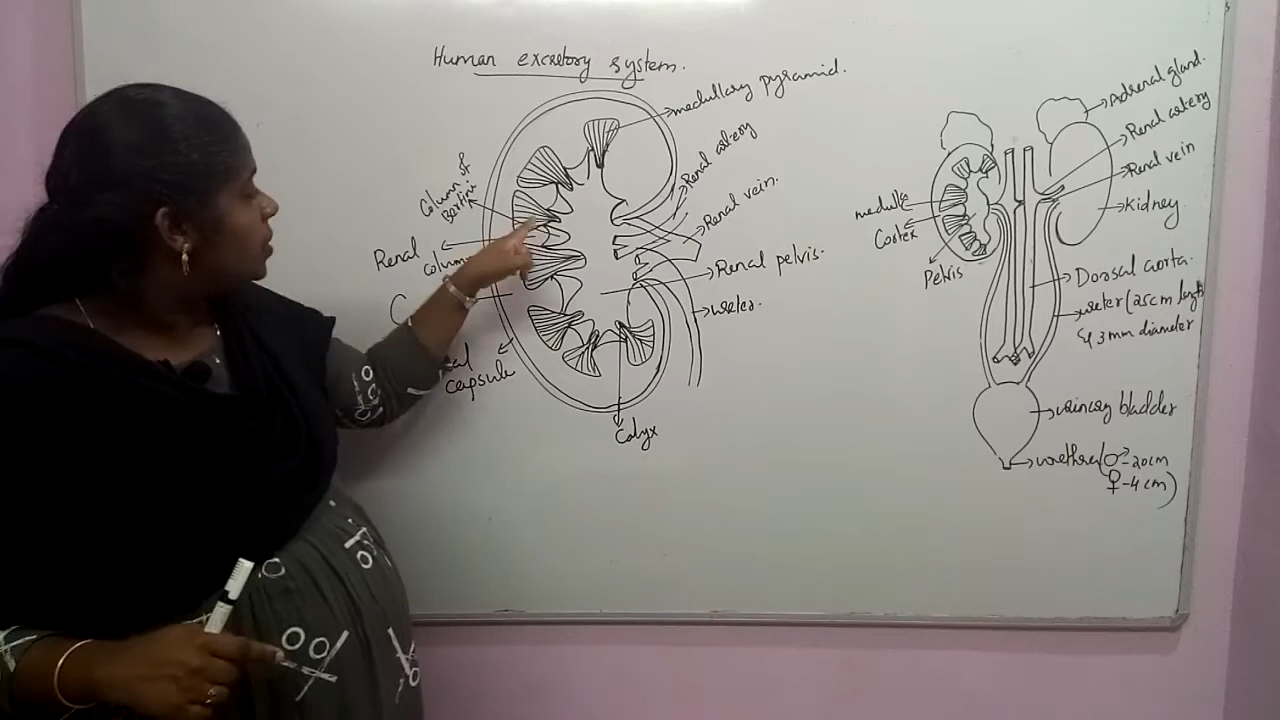 Human excretory system.
medullary pyramid.
Renal artery
Renal vein.
Renal pelvis.
ureter.
Column of
Bertini
Renal
column
C
capsule
Calyx
Adrenal gland.
Renal artery
Renal vein
kidney
medulla
Cortex
Pelvis
Dorsal aorta.
ureter (25cm length
& 3mm diameter
urinary bladder
urethra (♂-20cm
♀-4cm)